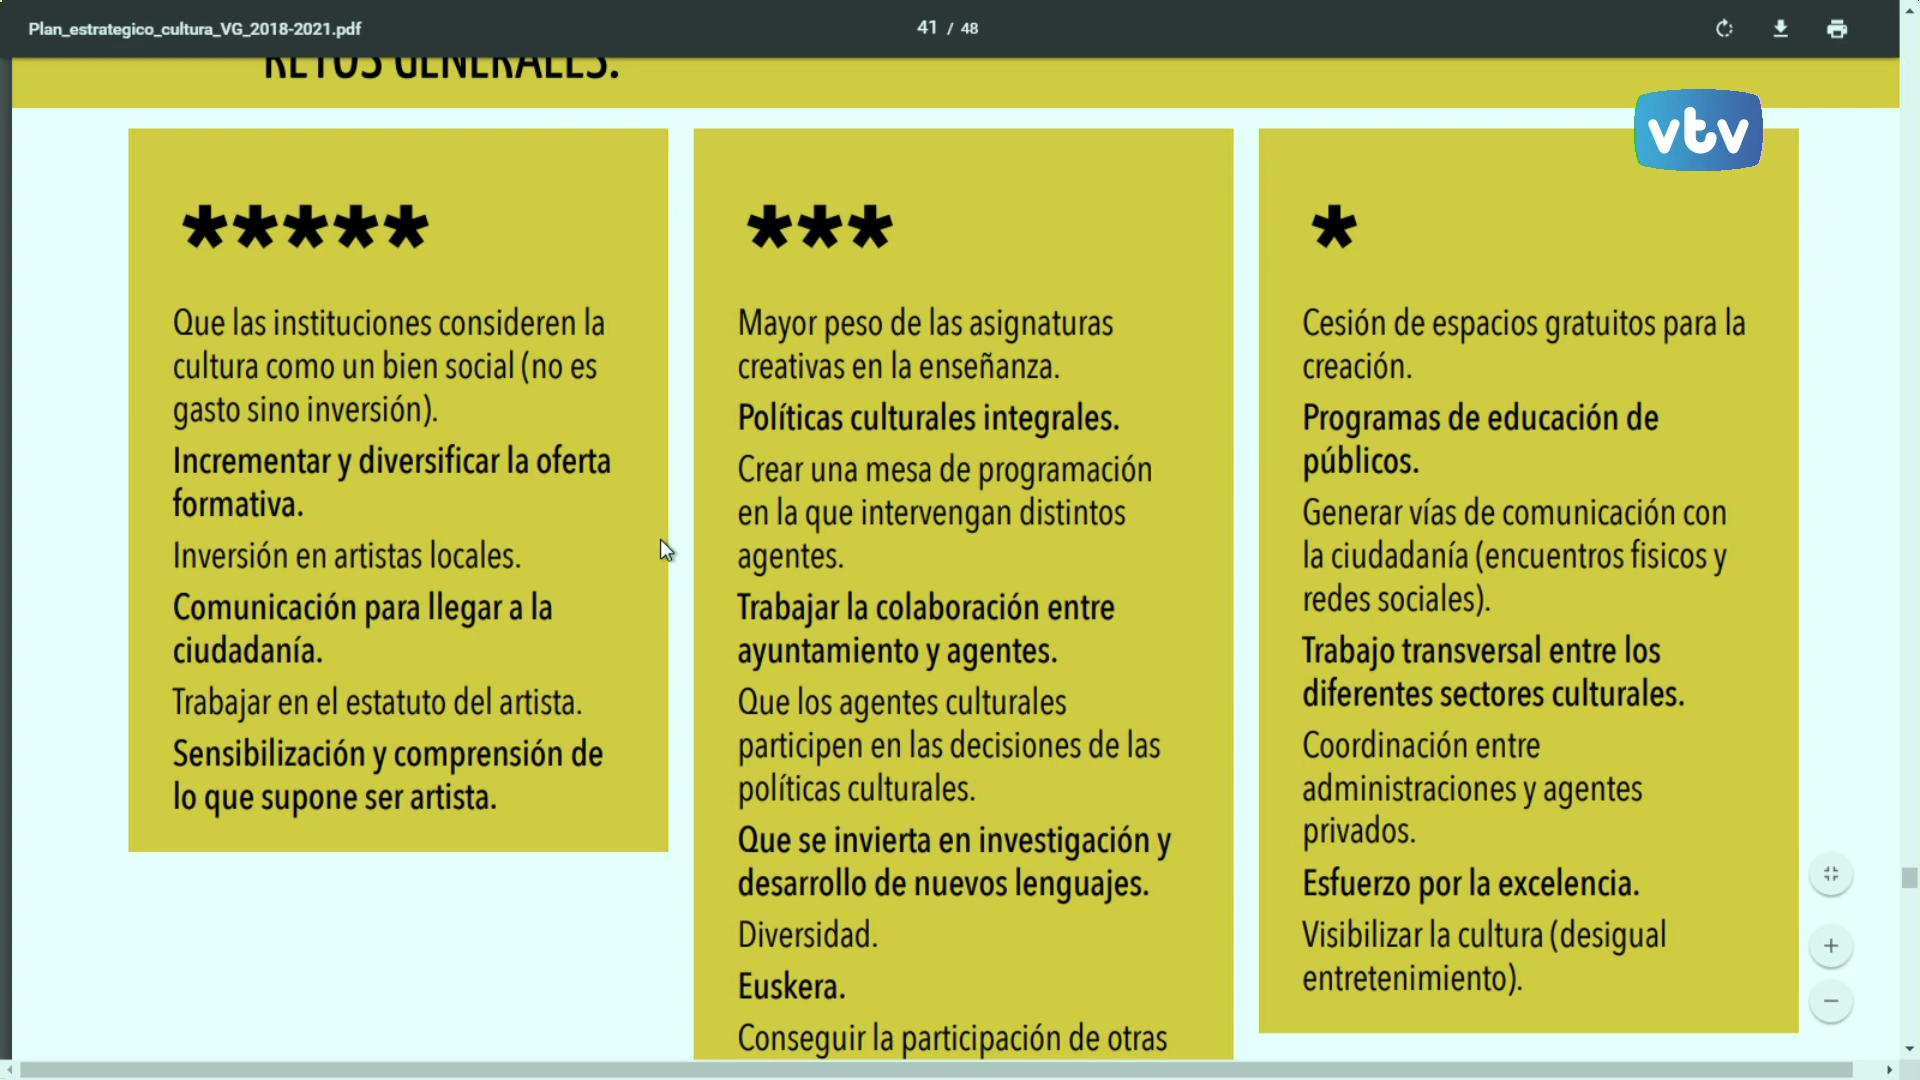 Plan_estrategico_cultura_VG_2018-2021.pdf
41 / 48
RETOS GENERALES.
vtv
*****
Que las instituciones consideren la
cultura como un bien social (no es
gasto sino inversión).
Incrementar y diversificar la oferta
formativa.
Inversión en artistas locales.
Comunicación para llegar a la
ciudadanía.
Trabajar en el estatuto del artista.
Sensibilización y comprensión de
lo que supone ser artista.
***
Mayor peso de las asignaturas
creativas en la enseñanza.
Políticas culturales integrales.
Crear una mesa de programación
en la que intervengan distintos
agentes.
Trabajar la colaboración entre
ayuntamiento y agentes.
Que los agentes culturales
participen en las decisiones de las
políticas culturales.
Que se invierta en investigación y
desarrollo de nuevos lenguajes.
Diversidad.
Euskera.
Conseguir la participación de otras
*
Cesión de espacios gratuitos para la
creación.
Programas de educación de
públicos.
Generar vías de comunicación con
la ciudadanía (encuentros fisicos y
redes sociales).
Trabajo transversal entre los
diferentes sectores culturales.
Coordinación entre
administraciones y agentes
privados.
Esfuerzo por la excelencia.
Visibilizar la cultura (desigual
entretenimiento).